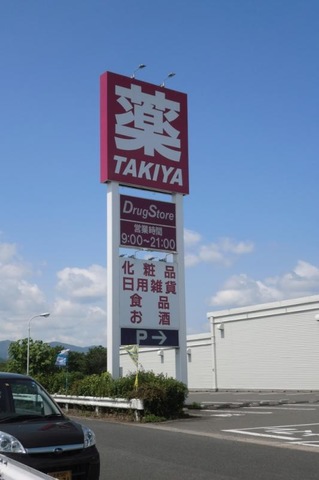 薬
TAKIYA
DrugStore
営業時間
9:00~21:00
化粧品
日用雑貨
食品
お酒
P→